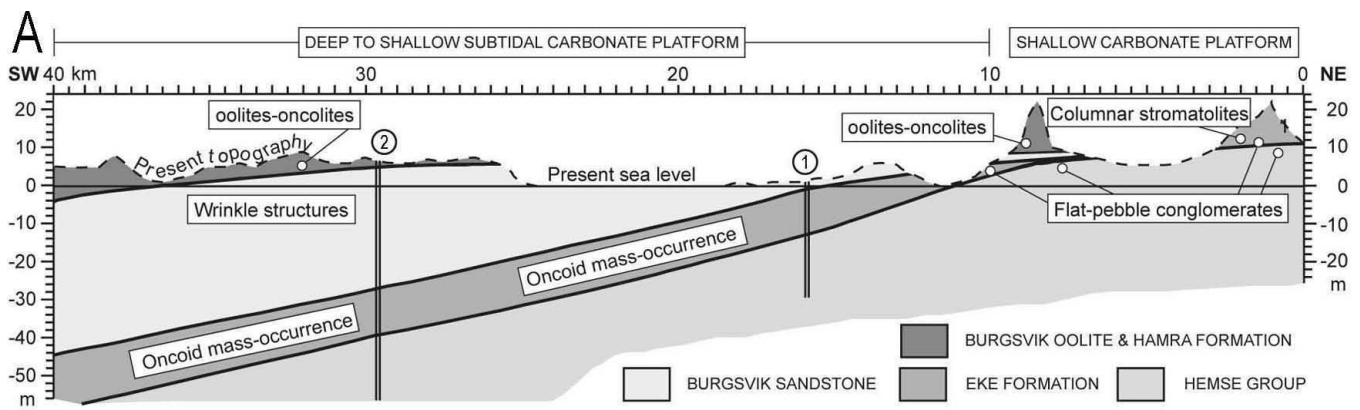 A
DEEP TO SHALLOW SUBTIDAL CARBONATE PLATFORM
SHALLOW CARBONATE PLATFORM
SW 40 km 30 20 10 0 NE
20
10
0
-10
-20
-30
-40
-50
m
20
10
0
-10
-20
m
oolites-oncolites
Present topography
2
Wrinkle structures
Present sea level
1
oolites-oncolites
Columnar stromatolites
Flat-pebble conglomerates
Oncoid mass-occurrence
Oncoid mass-occurrence
BURGSVIK OOLITE & HAMRA FORMATION
BURGSVIK SANDSTONE
EKE FORMATION
HEMSE GROUP